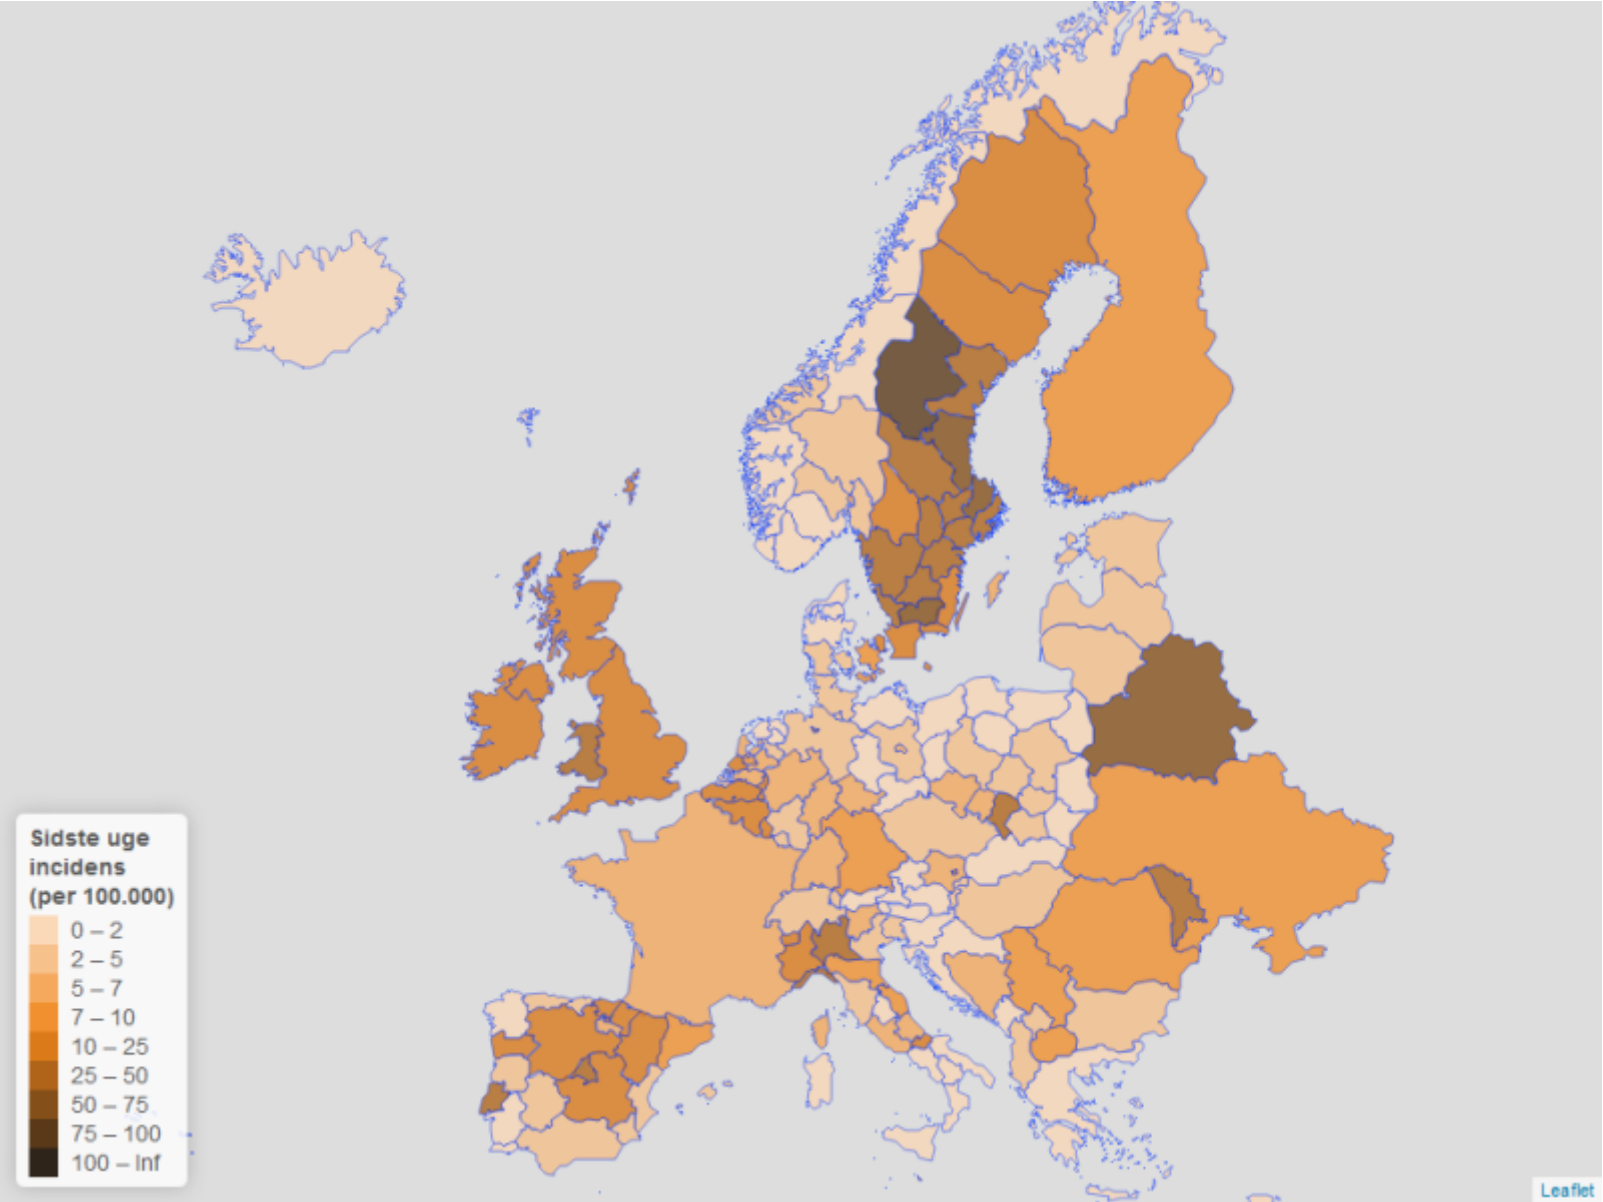 Sidste uge
incidens
(per 100.000)
0 – 2
2 – 5
5 – 7
7 – 10
10 – 25
25 – 50
50 – 75
75 – 100
100 – Inf
Leaflet